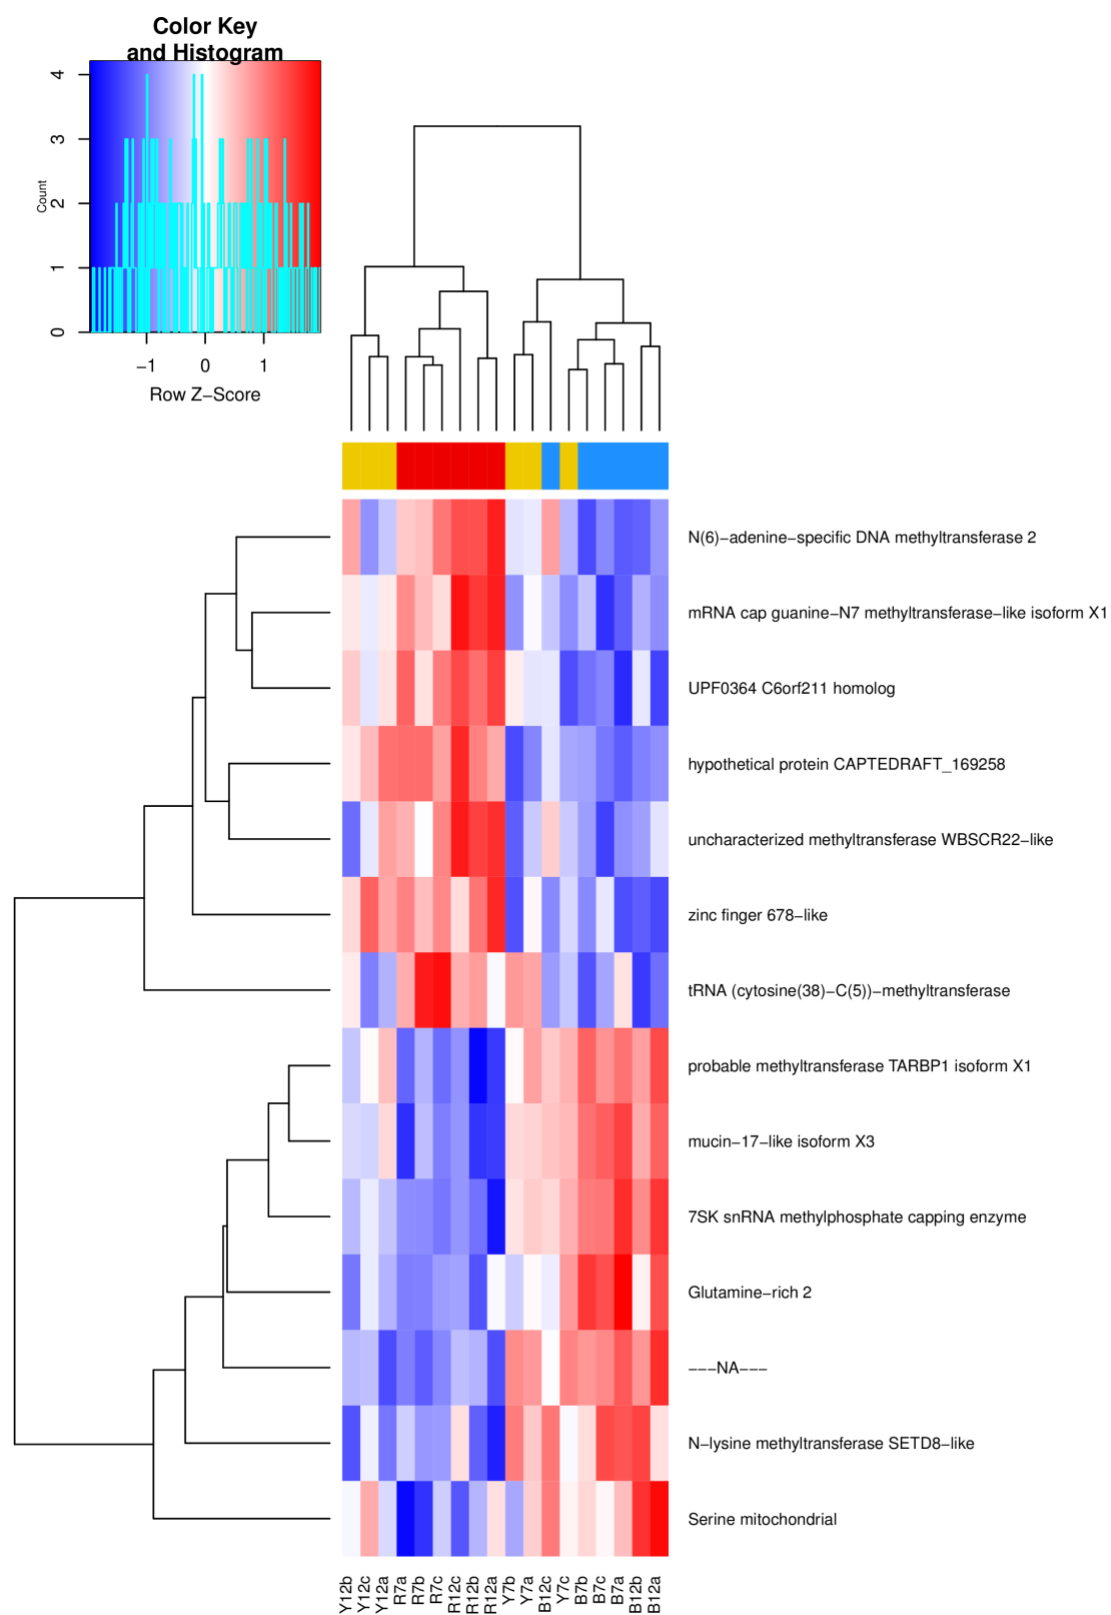 Color Key
and Histogram
Count
0
1
2
3
4
−1
0
1
Row Z−Score
N(6)−adenine−specific DNA methyltransferase 2
mRNA cap guanine−N7 methyltransferase−like isoform X1
UPF0364 C6orf211 homolog
hypothetical protein CAPTEDRAFT_169258
uncharacterized methyltransferase WBSCR22−like
zinc finger 678−like
tRNA (cytosine(38)−C(5))−methyltransferase
probable methyltransferase TARBP1 isoform X1
mucin−17−like isoform X3
7SK snRNA methylphosphate capping enzyme
Glutamine−rich 2
−−−NA−−−
N−lysine methyltransferase SETD8−like
Serine mitochondrial
Y12b
Y12c
Y12a
R7a
R7b
R7c
R12c
R12b
R12a
Y7b
Y7a
B12c
Y7c
B7b
B7c
B7a
B12b
B12a